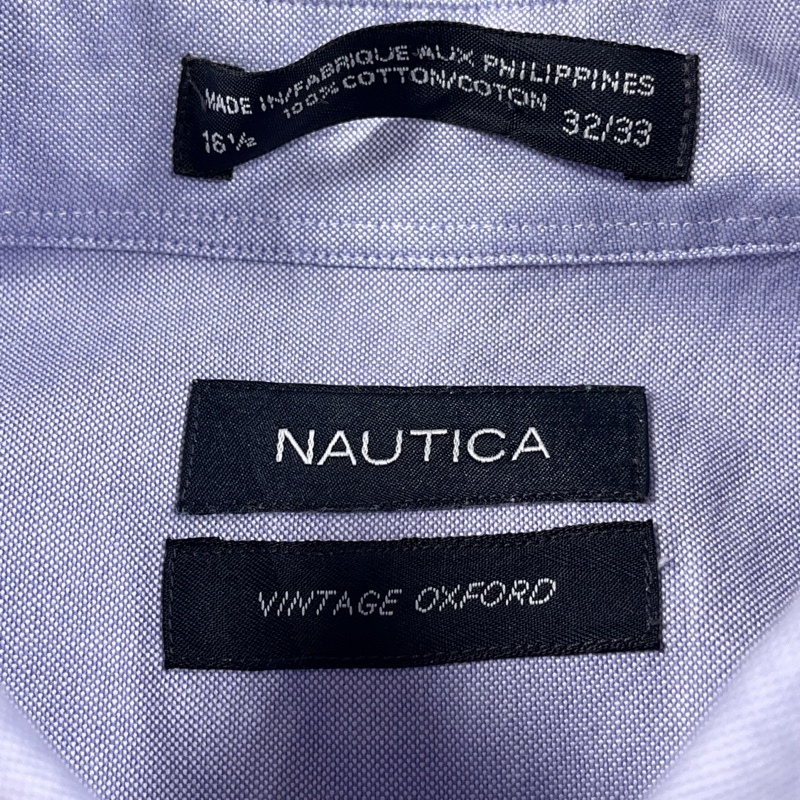 MADE IN/FABRIQUE AUX PHILIPPINES
100% COTTON/COTON
16½ 32/33
NAUTICA
VINTAGE OXFORD